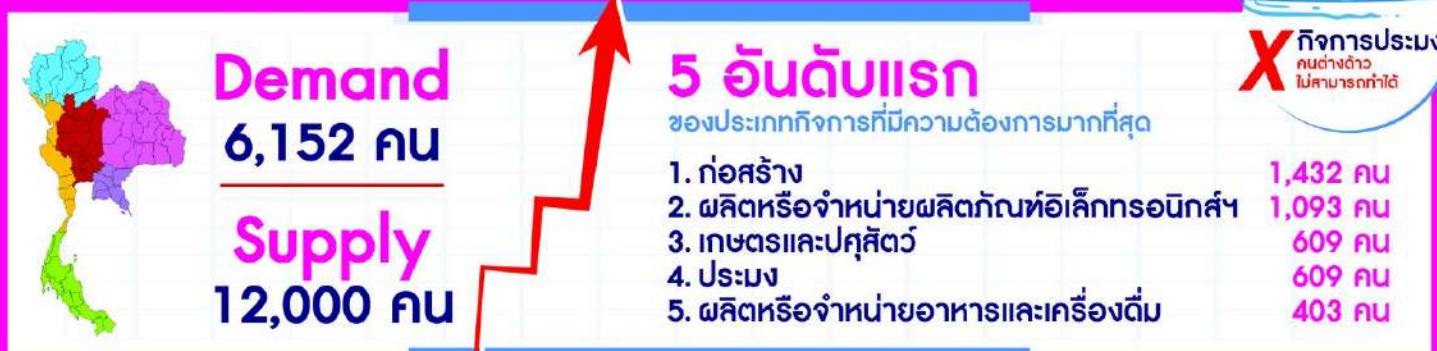 Demand
6,152 คน
Supply
12,000 คน
5 อันดับแรก
ของประเภทกิจการที่มีความต้องการมากที่สุด
1. ก่อสร้าง 1,432 คน
2. ผลิตหรือจำหน่ายผลิตภัณฑ์อิเล็กทรอนิกส์ฯ 1,093 คน
3. เกษตรและปศุสัตว์ 609 คน
4. ประมง 609 คน
5. ผลิตหรือจำหน่ายอาหารและเครื่องดื่ม 403 คน
X กิจการประมง
คนต่างด้าว
ไม่สามารถทำได้